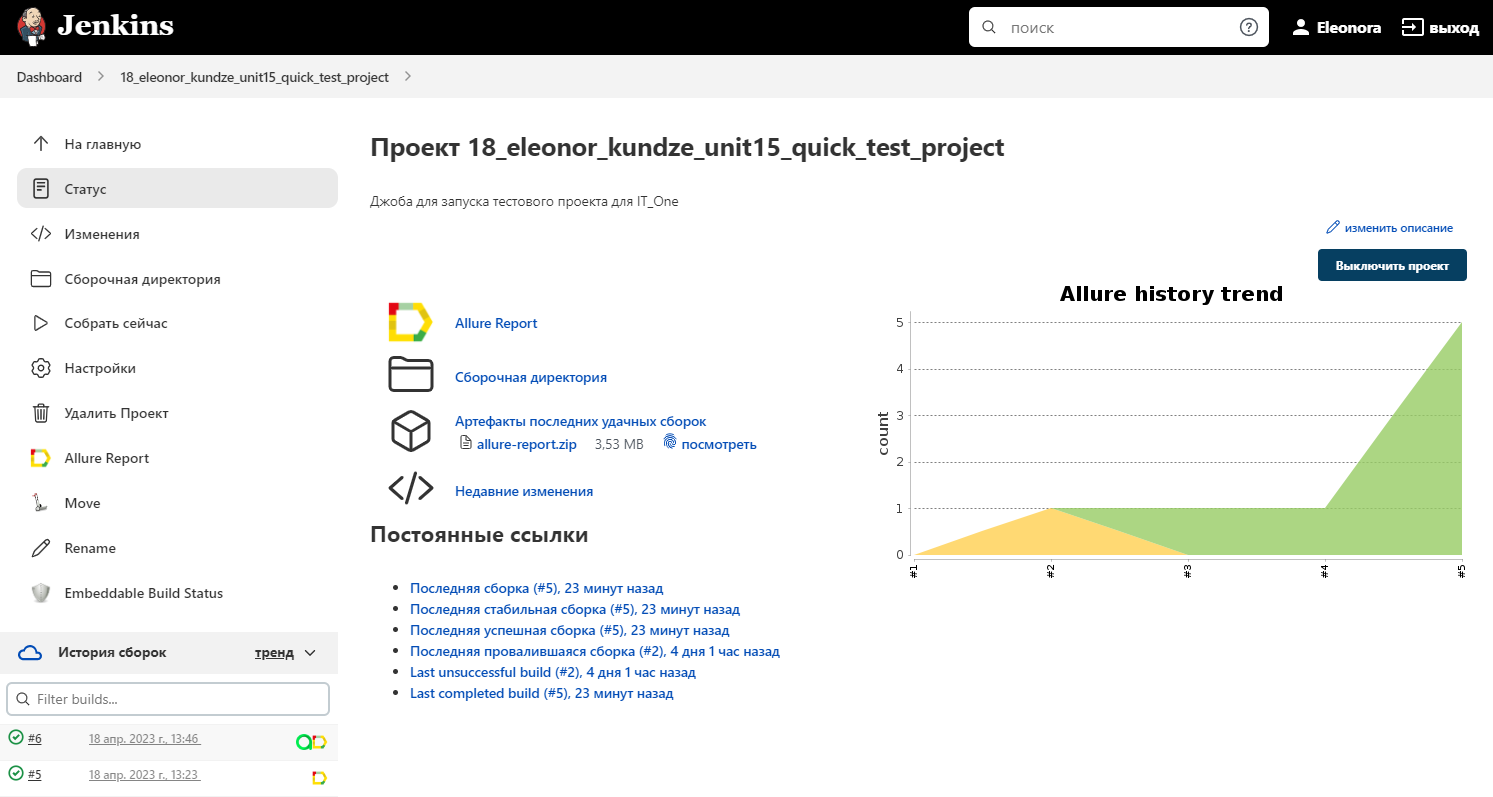 Jenkins
поиск
Eleonora
выход
Dashboard
18_eleonor_kundze_unit15_quick_test_project
На главную
Статус
Изменения
Сборочная директория
Собрать сейчас
Настройки
Удалить Проект
Allure Report
Move
Rename
Embeddable Build Status
История сборок
тренд
Filter builds...
#6
18 апр. 2023 г., 13:46
#5
18 апр. 2023 г., 13:23
Проект 18_eleonor_kundze_unit15_quick_test_project
Джоба для запуска тестового проекта для IT_One
изменить описание
Выключить проект
Allure Report
Сборочная директория
Артефакты последних удачных сборок
allure-report.zip 3,53 MB посмотреть
Недавние изменения
Постоянные ссылки
Последняя сборка (#5), 23 минут назад
Последняя стабильная сборка (#5), 23 минут назад
Последняя успешная сборка (#5), 23 минут назад
Последняя провалившаяся сборка (#2), 4 дня 1 час назад
Last unsuccessful build (#2), 4 дня 1 час назад
Last completed build (#5), 23 минут назад
Allure history trend
count
5
4
3
2
1
0
#1
#2
#3
#4
#5